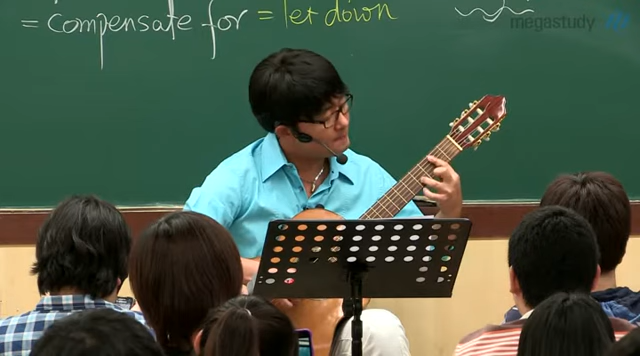 = compensate for = let down
megastudy